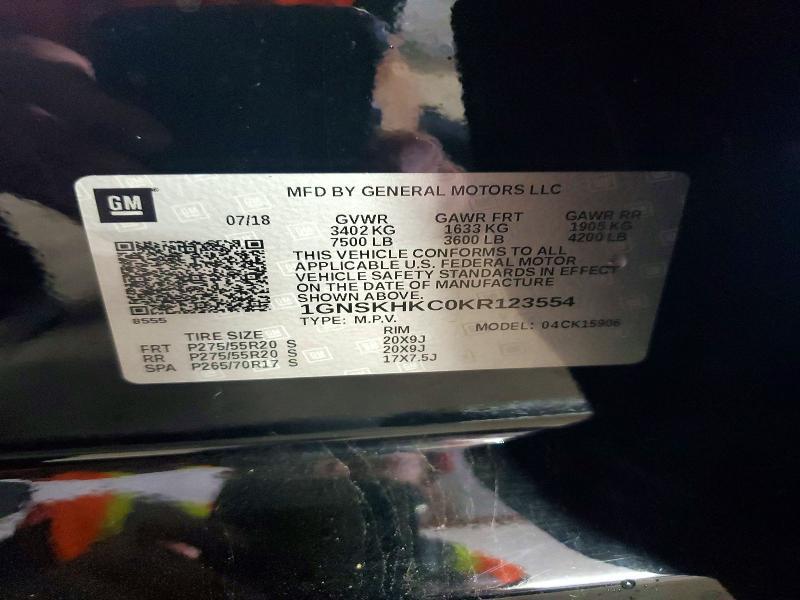 GM
MFD BY GENERAL MOTORS LLC
07/18 GVWR GAWR FRT GAWR RR
3402 KG 1633 KG 1905 KG
7500 LB 3600 LB 4200 LB
THIS VEHICLE CONFORMS TO ALL
APPLICABLE U.S. FEDERAL MOTOR
VEHICLE SAFETY STANDARDS IN EFFECT
ON THE DATE OF MANUFACTURE
SHOWN ABOVE.
1GNSKHKC0KR123554
8555
TYPE: M.P.V. MODEL: 04CK15906
TIRE SIZE RIM
FRT P275/55R20 S 20X9J
RR P275/55R20 S 20X9J
SPA P265/70R17 S 17X7.5J